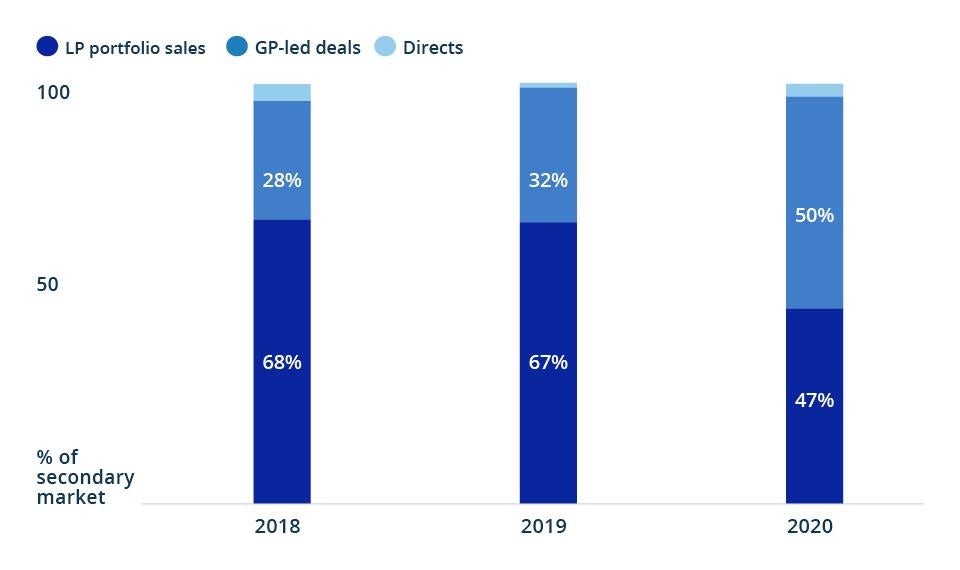 LP portfolio sales GP-led deals Directs
100
28% 32%
50%
50
68% 67%
47%
% of
secondary
market
2018 2019 2020